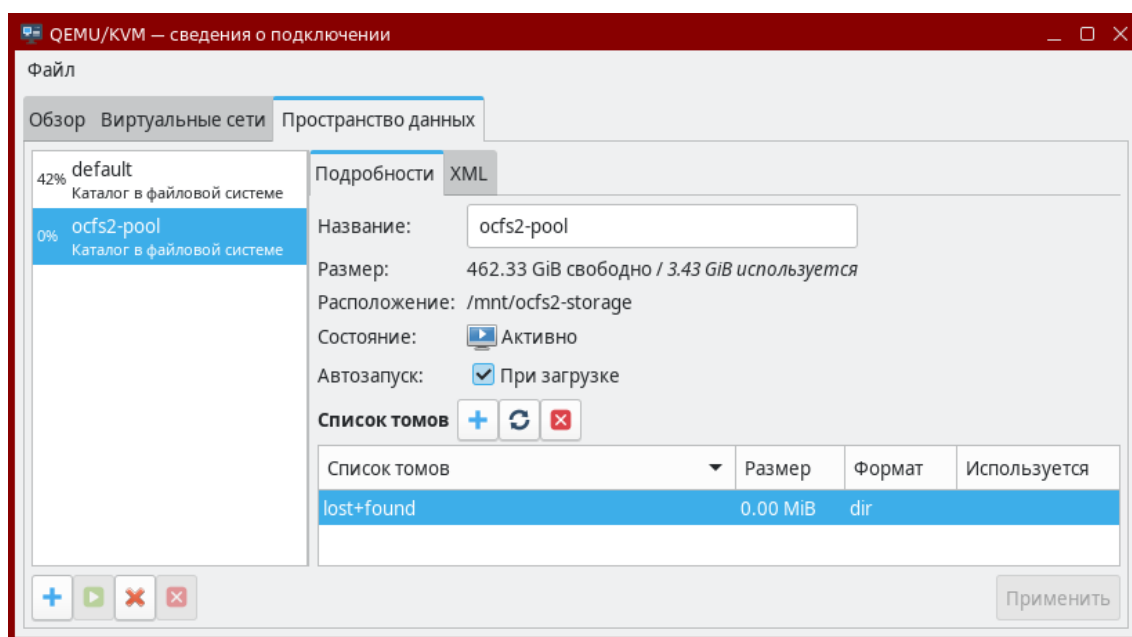 QEMU/KVM — сведения о подключении
Файл
Обзор Виртуальные сети Пространство данных
42% default
Каталог в файловой системе
0% ocfs2-pool
Каталог в файловой системе
Подробности XML
Название: ocfs2-pool
Размер: 462.33 GiB свободно / 3.43 GiB используется
Расположение: /mnt/ocfs2-storage
Состояние: Активно
Автозапуск: При загрузке
Список томов
Список томов Размер Формат Используется
lost+found 0.00 MiB dir
Применить